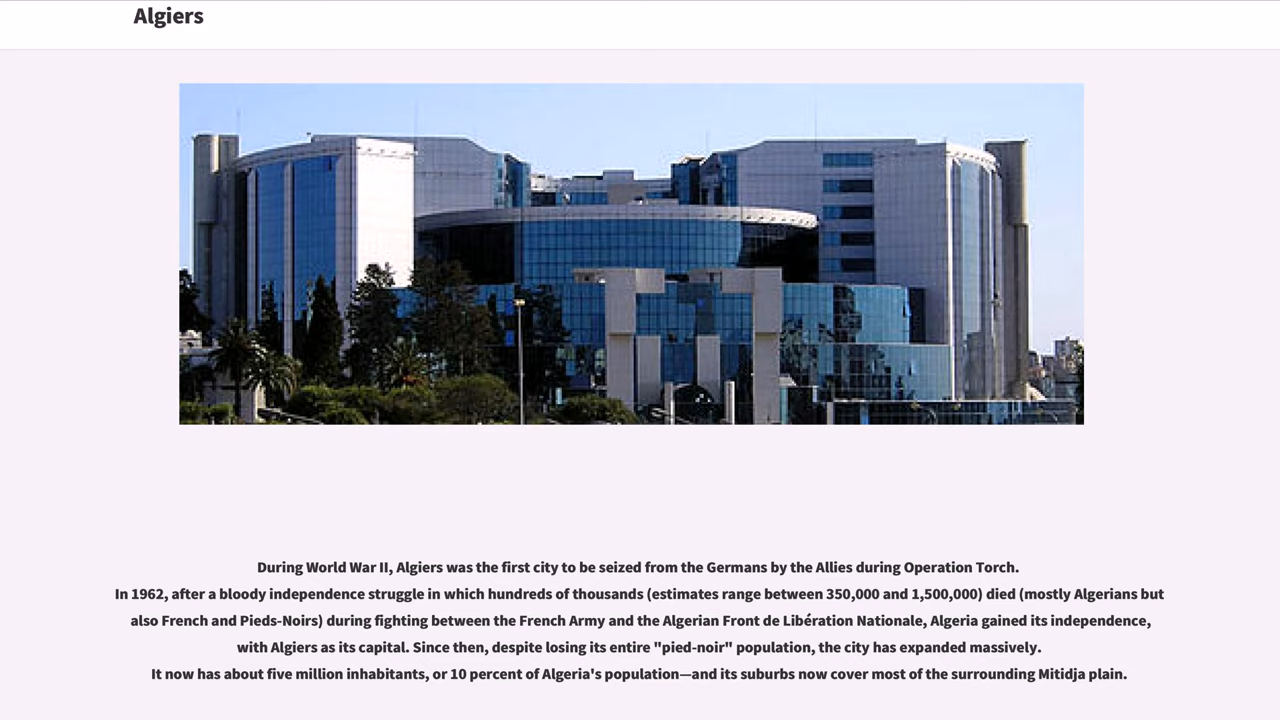 Algiers
During World War II, Algiers was the first city to be seized from the Germans by the Allies during Operation Torch.
In 1962, after a bloody independence struggle in which hundreds of thousands (estimates range between 350,000 and 1,500,000) died (mostly Algerians but
also French and Pieds-Noirs) during fighting between the French Army and the Algerian Front de Libération Nationale, Algeria gained its independence,
with Algiers as its capital. Since then, despite losing its entire "pied-noir" population, the city has expanded massively.
It now has about five million inhabitants, or 10 percent of Algeria's population—and its suburbs now cover most of the surrounding Mitidja plain.